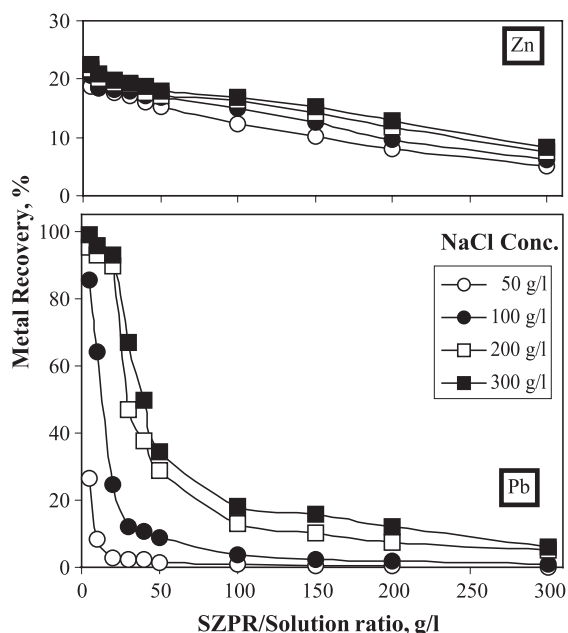 30
Zn
20
10
0
Metal Recovery, %
100
80
60
40
20
0
NaCl Conc.
50 g/l
100 g/l
200 g/l
300 g/l
Pb
0 50 100 150 200 250 300
SZPR/Solution ratio, g/l